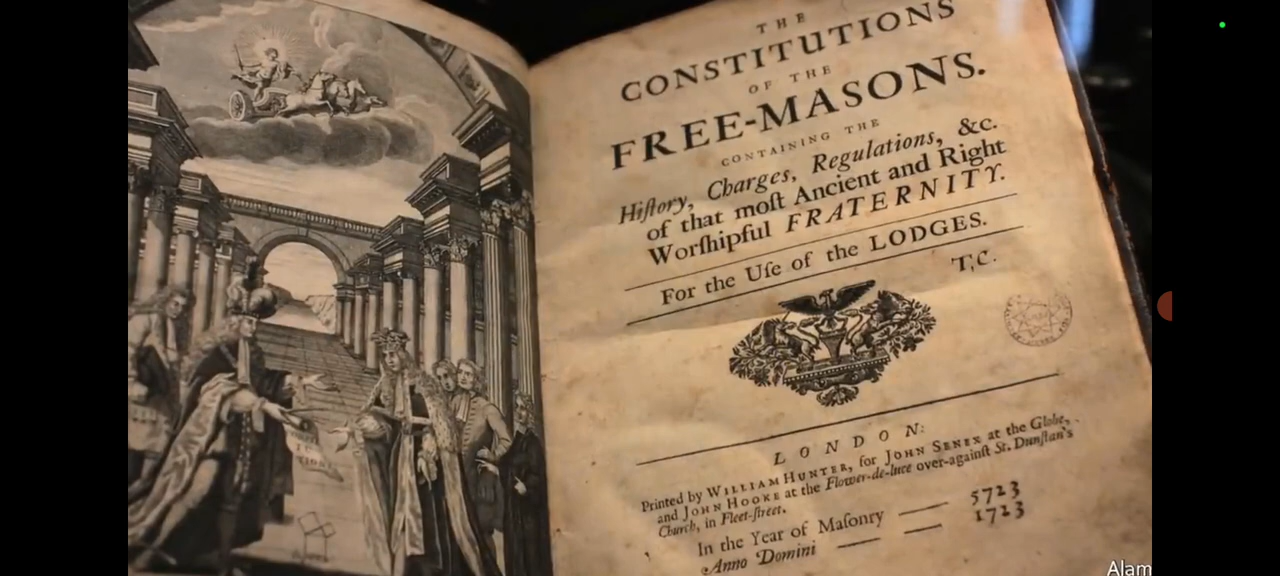 THE
CONSTITUTIONS
OF THE
FREE-MASONS.
CONTAINING THE
Hiſtory, Charges, Regulations, &c.
of that moſt Ancient and Right
Worſhipful FRATERNITY.
For the Uſe of the LODGES.
T,C.
LONDON:
Printed by WILLIAM HUNTER, for JOHN SENEX at the Globe,
and JOHN HOOKE at the Flower-de-luce over-againſt St. Dunſtan's
Church, in Fleet-ſtreet.
In the Year of Maſonry —— 5723
Anno Domini — — 1723
Alam